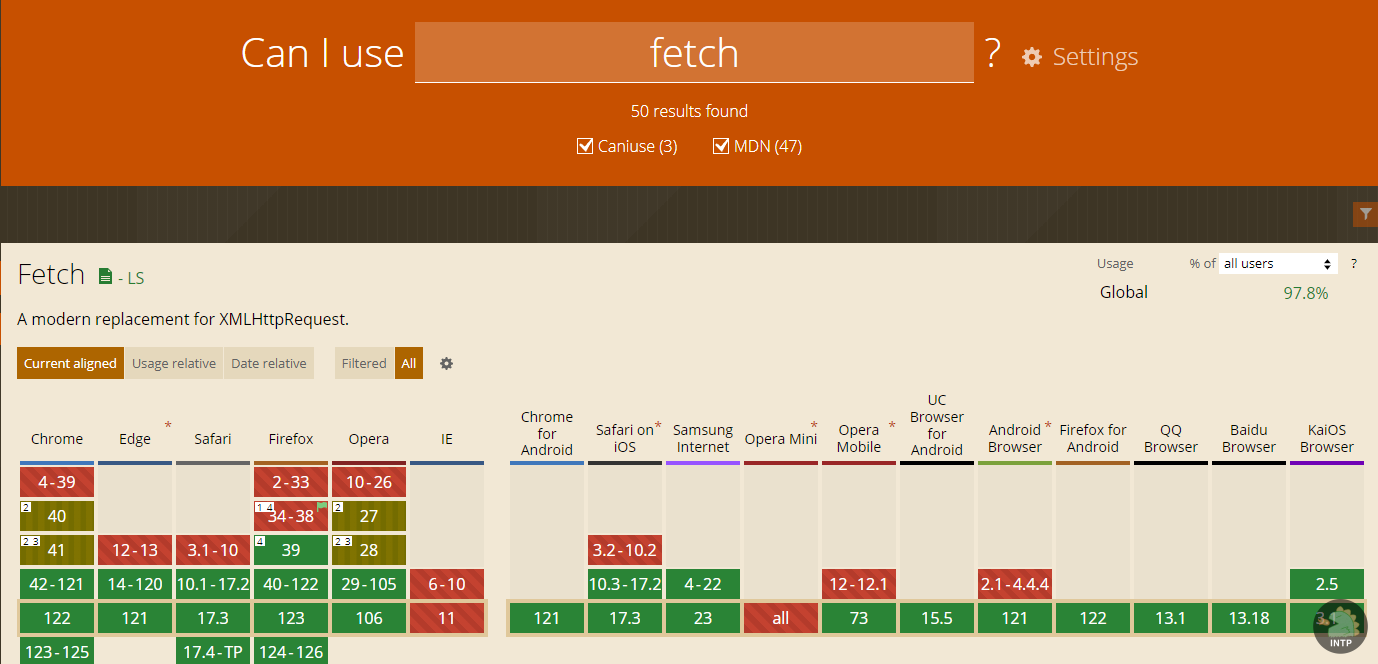 Can I use fetch ? Settings
50 results found
Caniuse (3) MDN (47)
Fetch - LS
Usage % of all users ?
Global 97.8%
A modern replacement for XMLHttpRequest.
Current aligned Usage relative Date relative Filtered All
Chrome Edge * Safari Firefox Opera IE Chrome for Android Safari on iOS * Samsung Internet Opera Mini * Opera Mobile * UC Browser for Android Android Browser * Firefox for Android QQ Browser Baidu Browser KaiOS Browser
4-39 2-33 10-26
2 40 1 4 34-38 2 27
2 3 41 12-13 3.1-10 4 39 2 3 28 3.2-10.2
42-121 14-120 10.1-17.2 40-122 29-105 6-10 10.3-17.2 4-22 12-12.1 2.1-4.4.4 2.5
122 121 17.3 123 106 11 121 17.3 23 all 73 15.5 121 122 13.1 13.18
123-125 17.4-TP 124-126
INTP